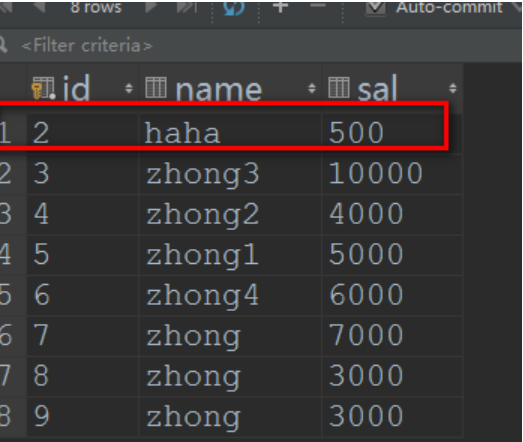 8 rows Auto-commit
<Filter criteria>
id name sal
1 2 haha 500
2 3 zhong3 10000
3 4 zhong2 4000
4 5 zhong1 5000
5 6 zhong4 6000
6 7 zhong 7000
7 8 zhong 3000
8 9 zhong 3000